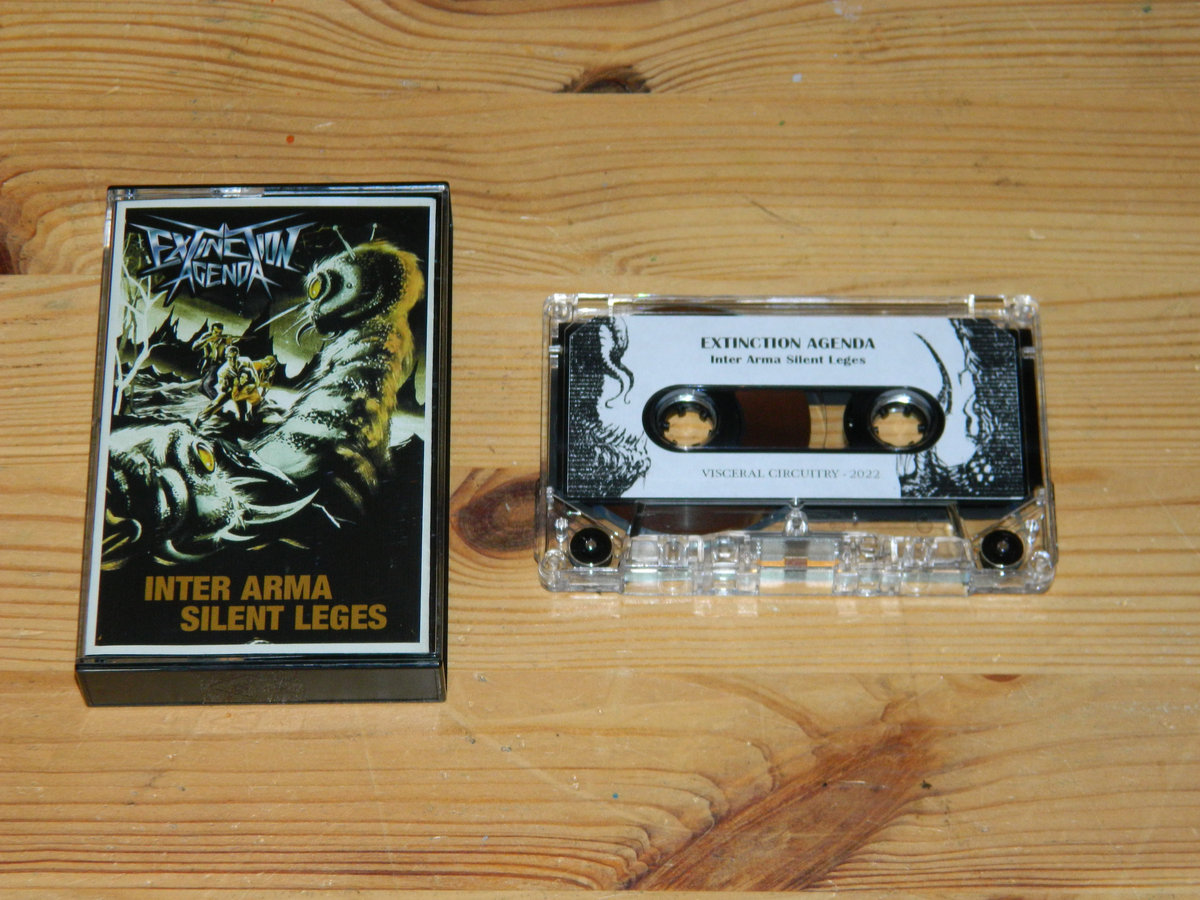 EXTINCTION
AGENDA
INTER ARMA
SILENT LEGES
EXTINCTION AGENDA
Inter Arma Silent Leges
VISCERAL CIRCUITRY - 2022